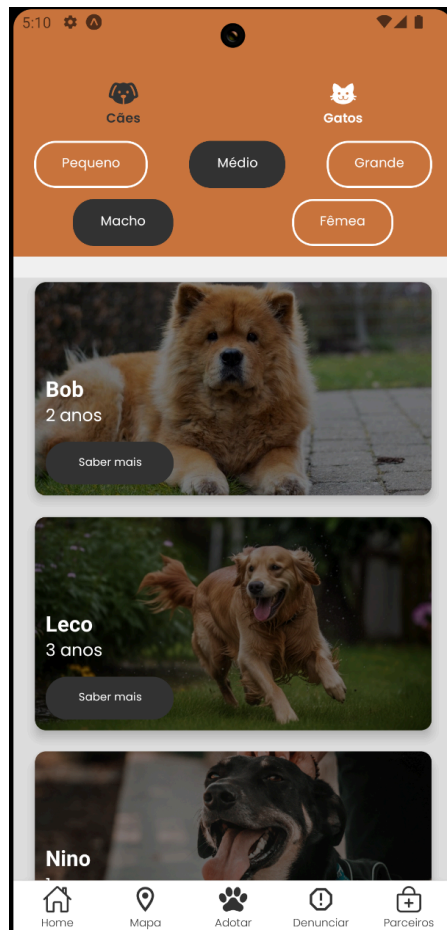 5:10
Cães Gatos
Pequeno Médio Grande
Macho Fêmea
Bob
2 anos
Saber mais
Leco
3 anos
Saber mais
Nino
Home Mapa Adotar Denunciar Parceiros